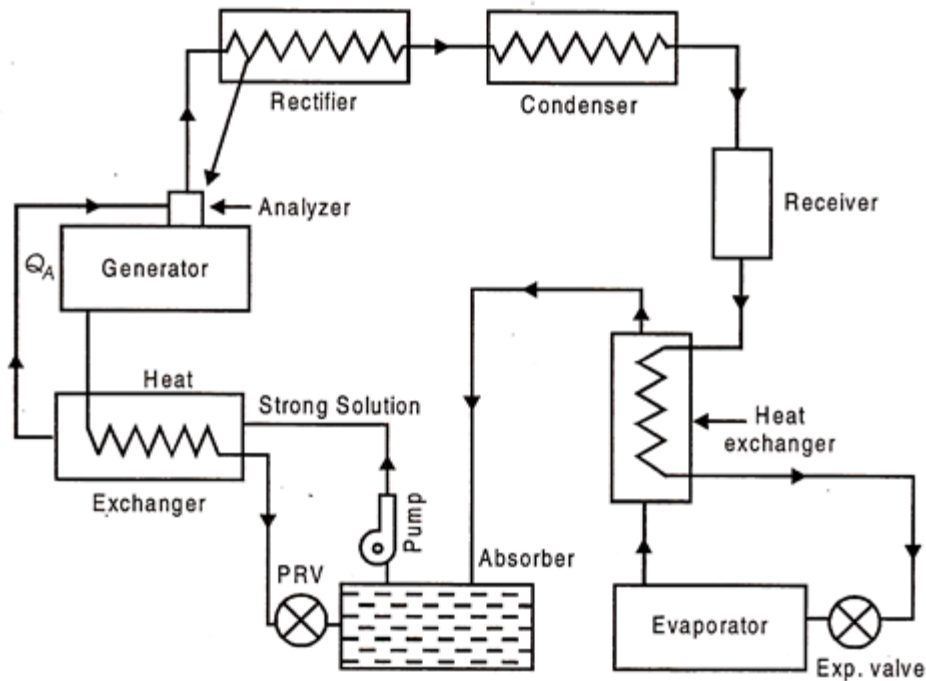 Rectifier
Condenser
Receiver
Analyzer
Q_A
Generator
Heat
Strong Solution
Exchanger
Heat
exchanger
Pump
Absorber
PRV
Evaporator
Exp. valve